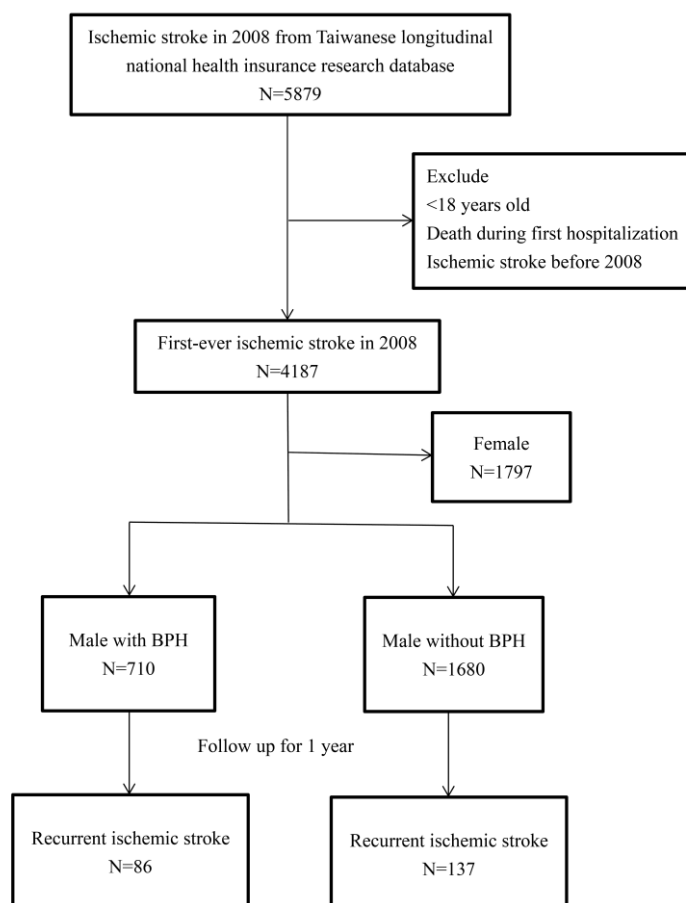 Ischemic stroke in 2008 from Taiwanese longitudinal
national health insurance research database
N=5879
Exclude
<18 years old
Death during first hospitalization
Ischemic stroke before 2008
First-ever ischemic stroke in 2008
N=4187
Female
N=1797
Male with BPH
N=710
Male without BPH
N=1680
Follow up for 1 year
Recurrent ischemic stroke
N=86
Recurrent ischemic stroke
N=137